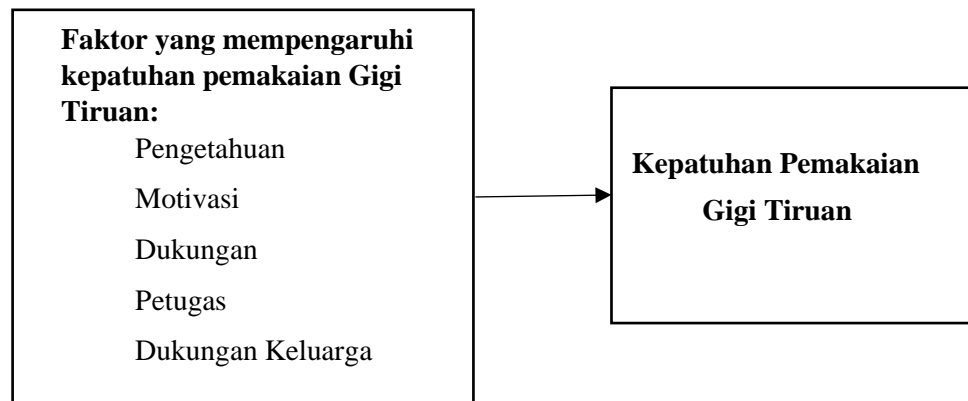 Faktor yang mempengaruhi
kepatuhan pemakaian Gigi
Tiruan:
Pengetahuan
Motivasi
Dukungan
Petugas
Dukungan Keluarga
Kepatuhan Pemakaian
Gigi Tiruan